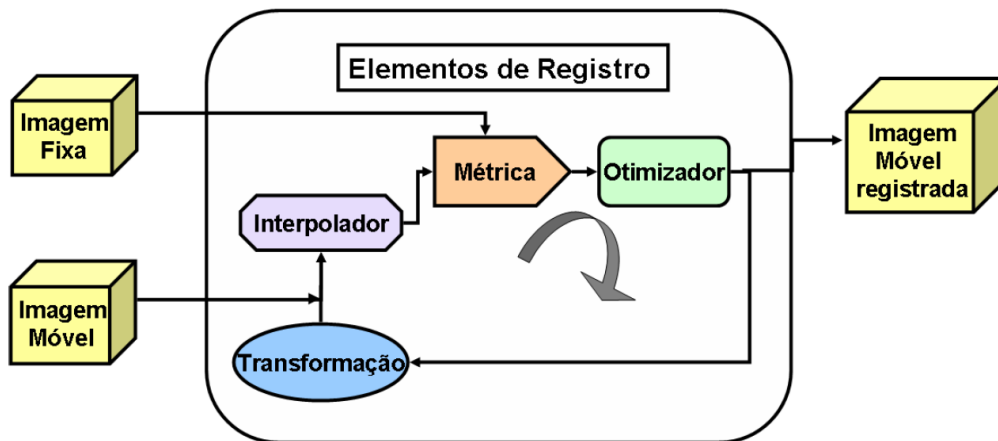 Elementos de Registro
Imagem
Fixa
Métrica
Otimizador
Imagem
Móvel
registrada
Interpolador
Imagem
Móvel
Transformação